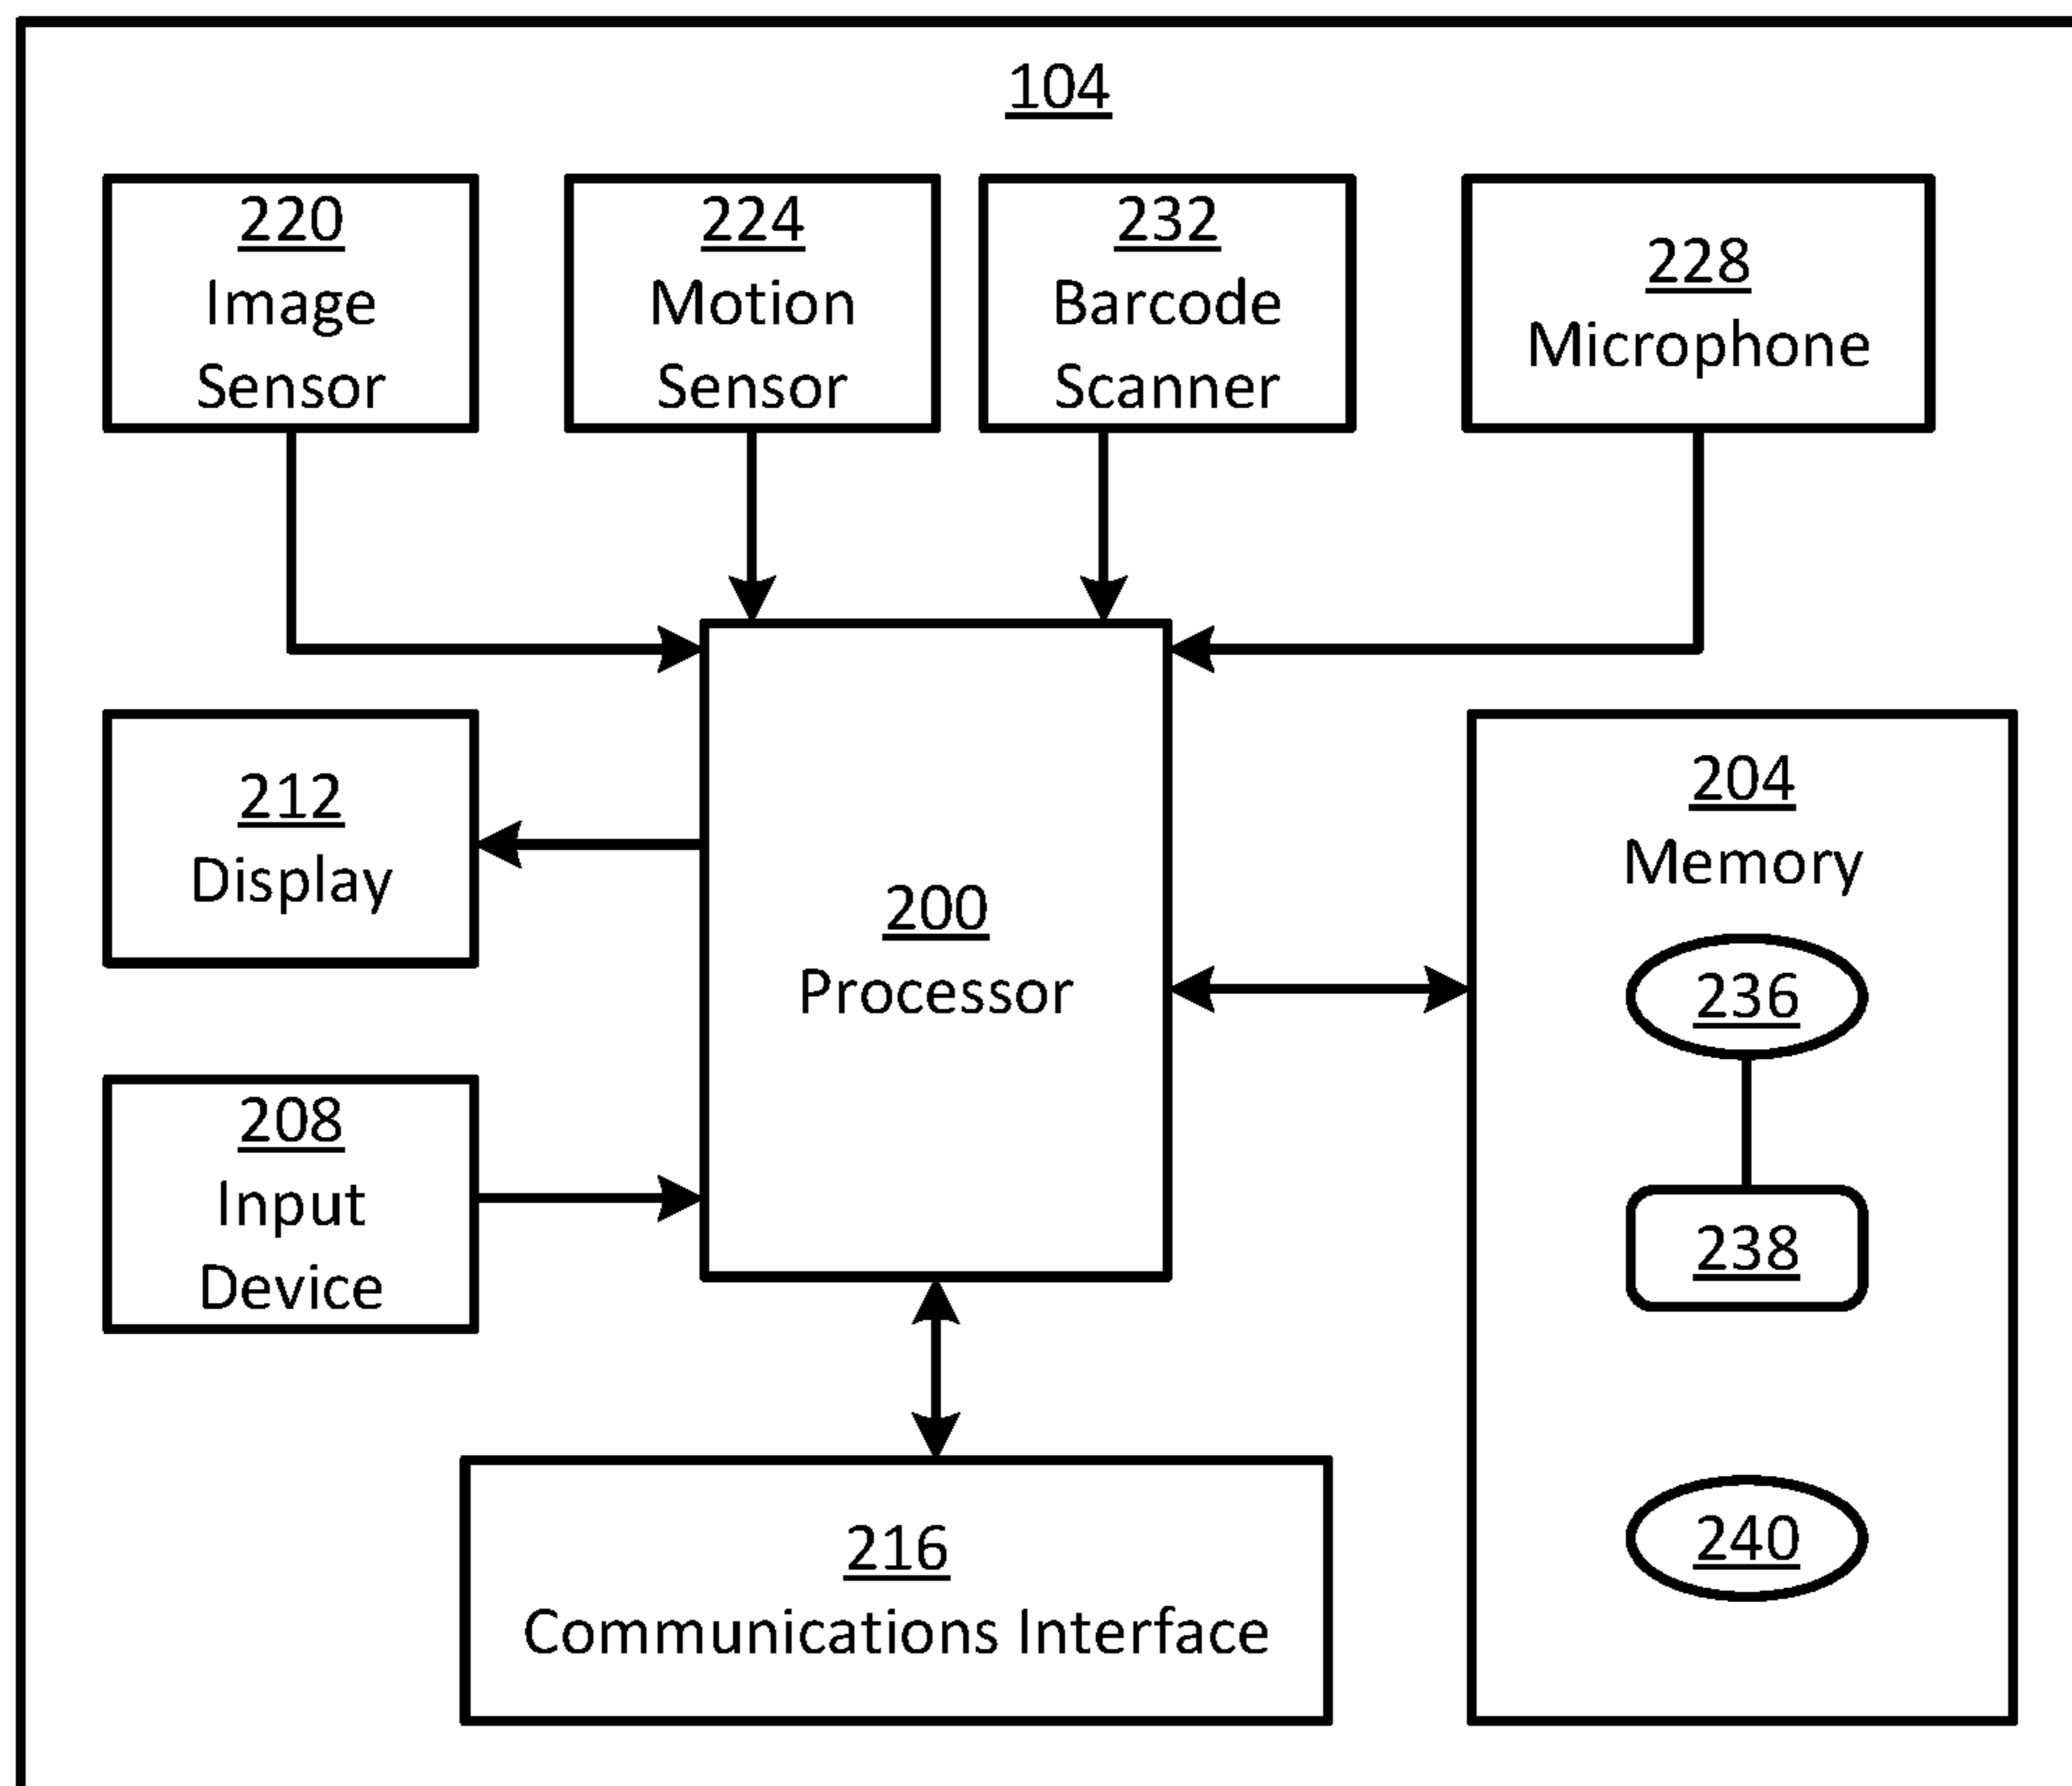 104
220
Image
Sensor
224
Motion
Sensor
232
Barcode
Scanner
228
Microphone
212
Display
200
Processor
204
Memory
236
238
240
208
Input
Device
216
Communications Interface